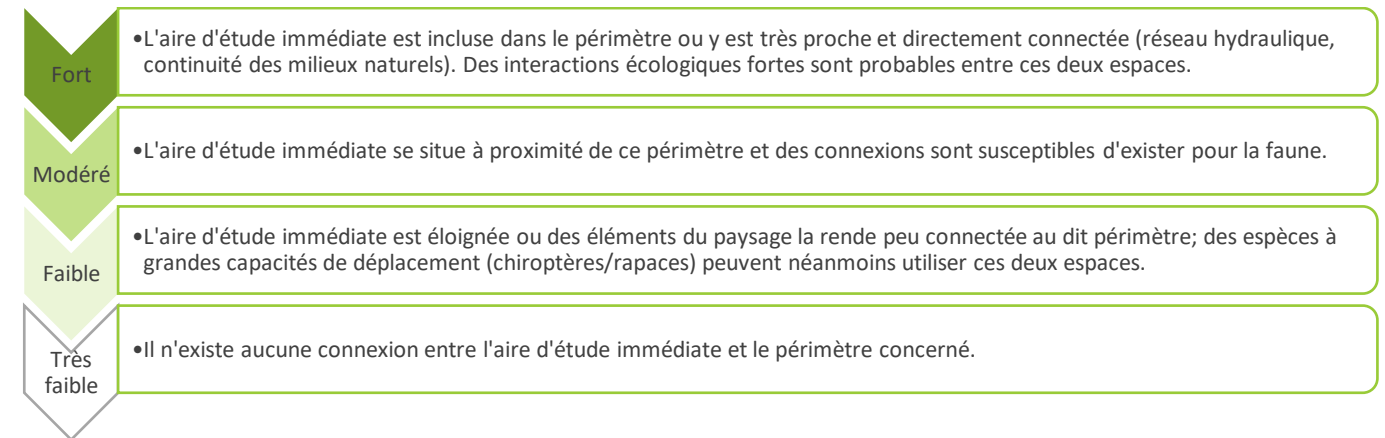 Fort
•L'aire d'étude immédiate est incluse dans le périmètre ou y est très proche et directement connectée (réseau hydraulique,
continuité des milieux naturels). Des interactions écologiques fortes sont probables entre ces deux espaces.
Modéré
•L'aire d'étude immédiate se situe à proximité de ce périmètre et des connexions sont susceptibles d'exister pour la faune.
Faible
•L'aire d'étude immédiate est éloignée ou des éléments du paysage la rende peu connectée au dit périmètre; des espèces à
grandes capacités de déplacement (chiroptères/rapaces) peuvent néanmoins utiliser ces deux espaces.
Très
faible
•Il n'existe aucune connexion entre l'aire d'étude immédiate et le périmètre concerné.